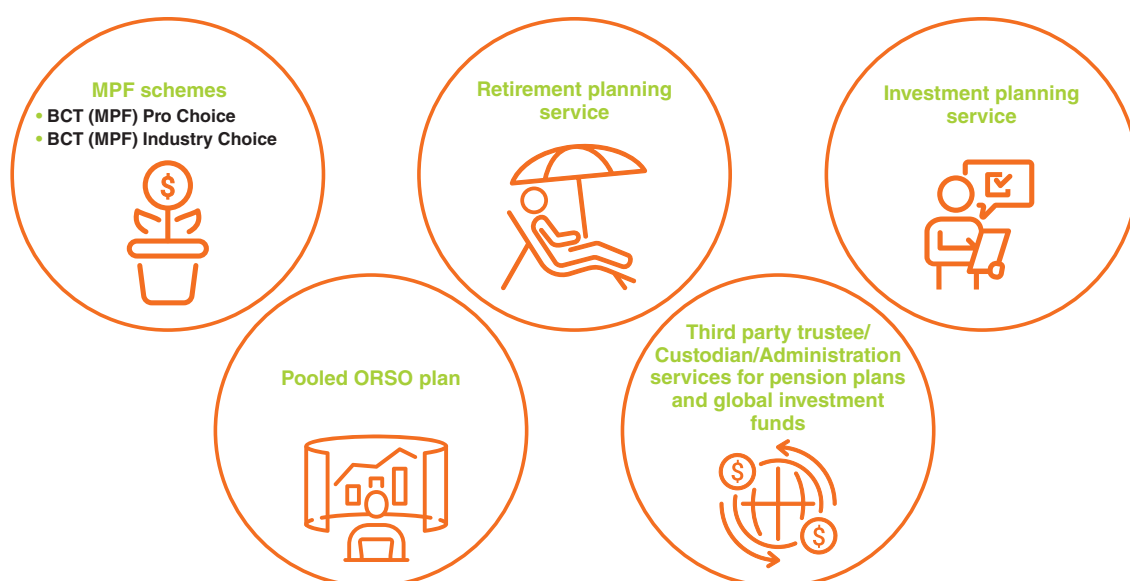 MPF schemes
• BCT (MPF) Pro Choice
• BCT (MPF) Industry Choice
$
Retirement planning
service
Investment planning
service
Pooled ORSO plan
Third party trustee/
Custodian/Administration
services for pension plans
and global investment
funds
$
$